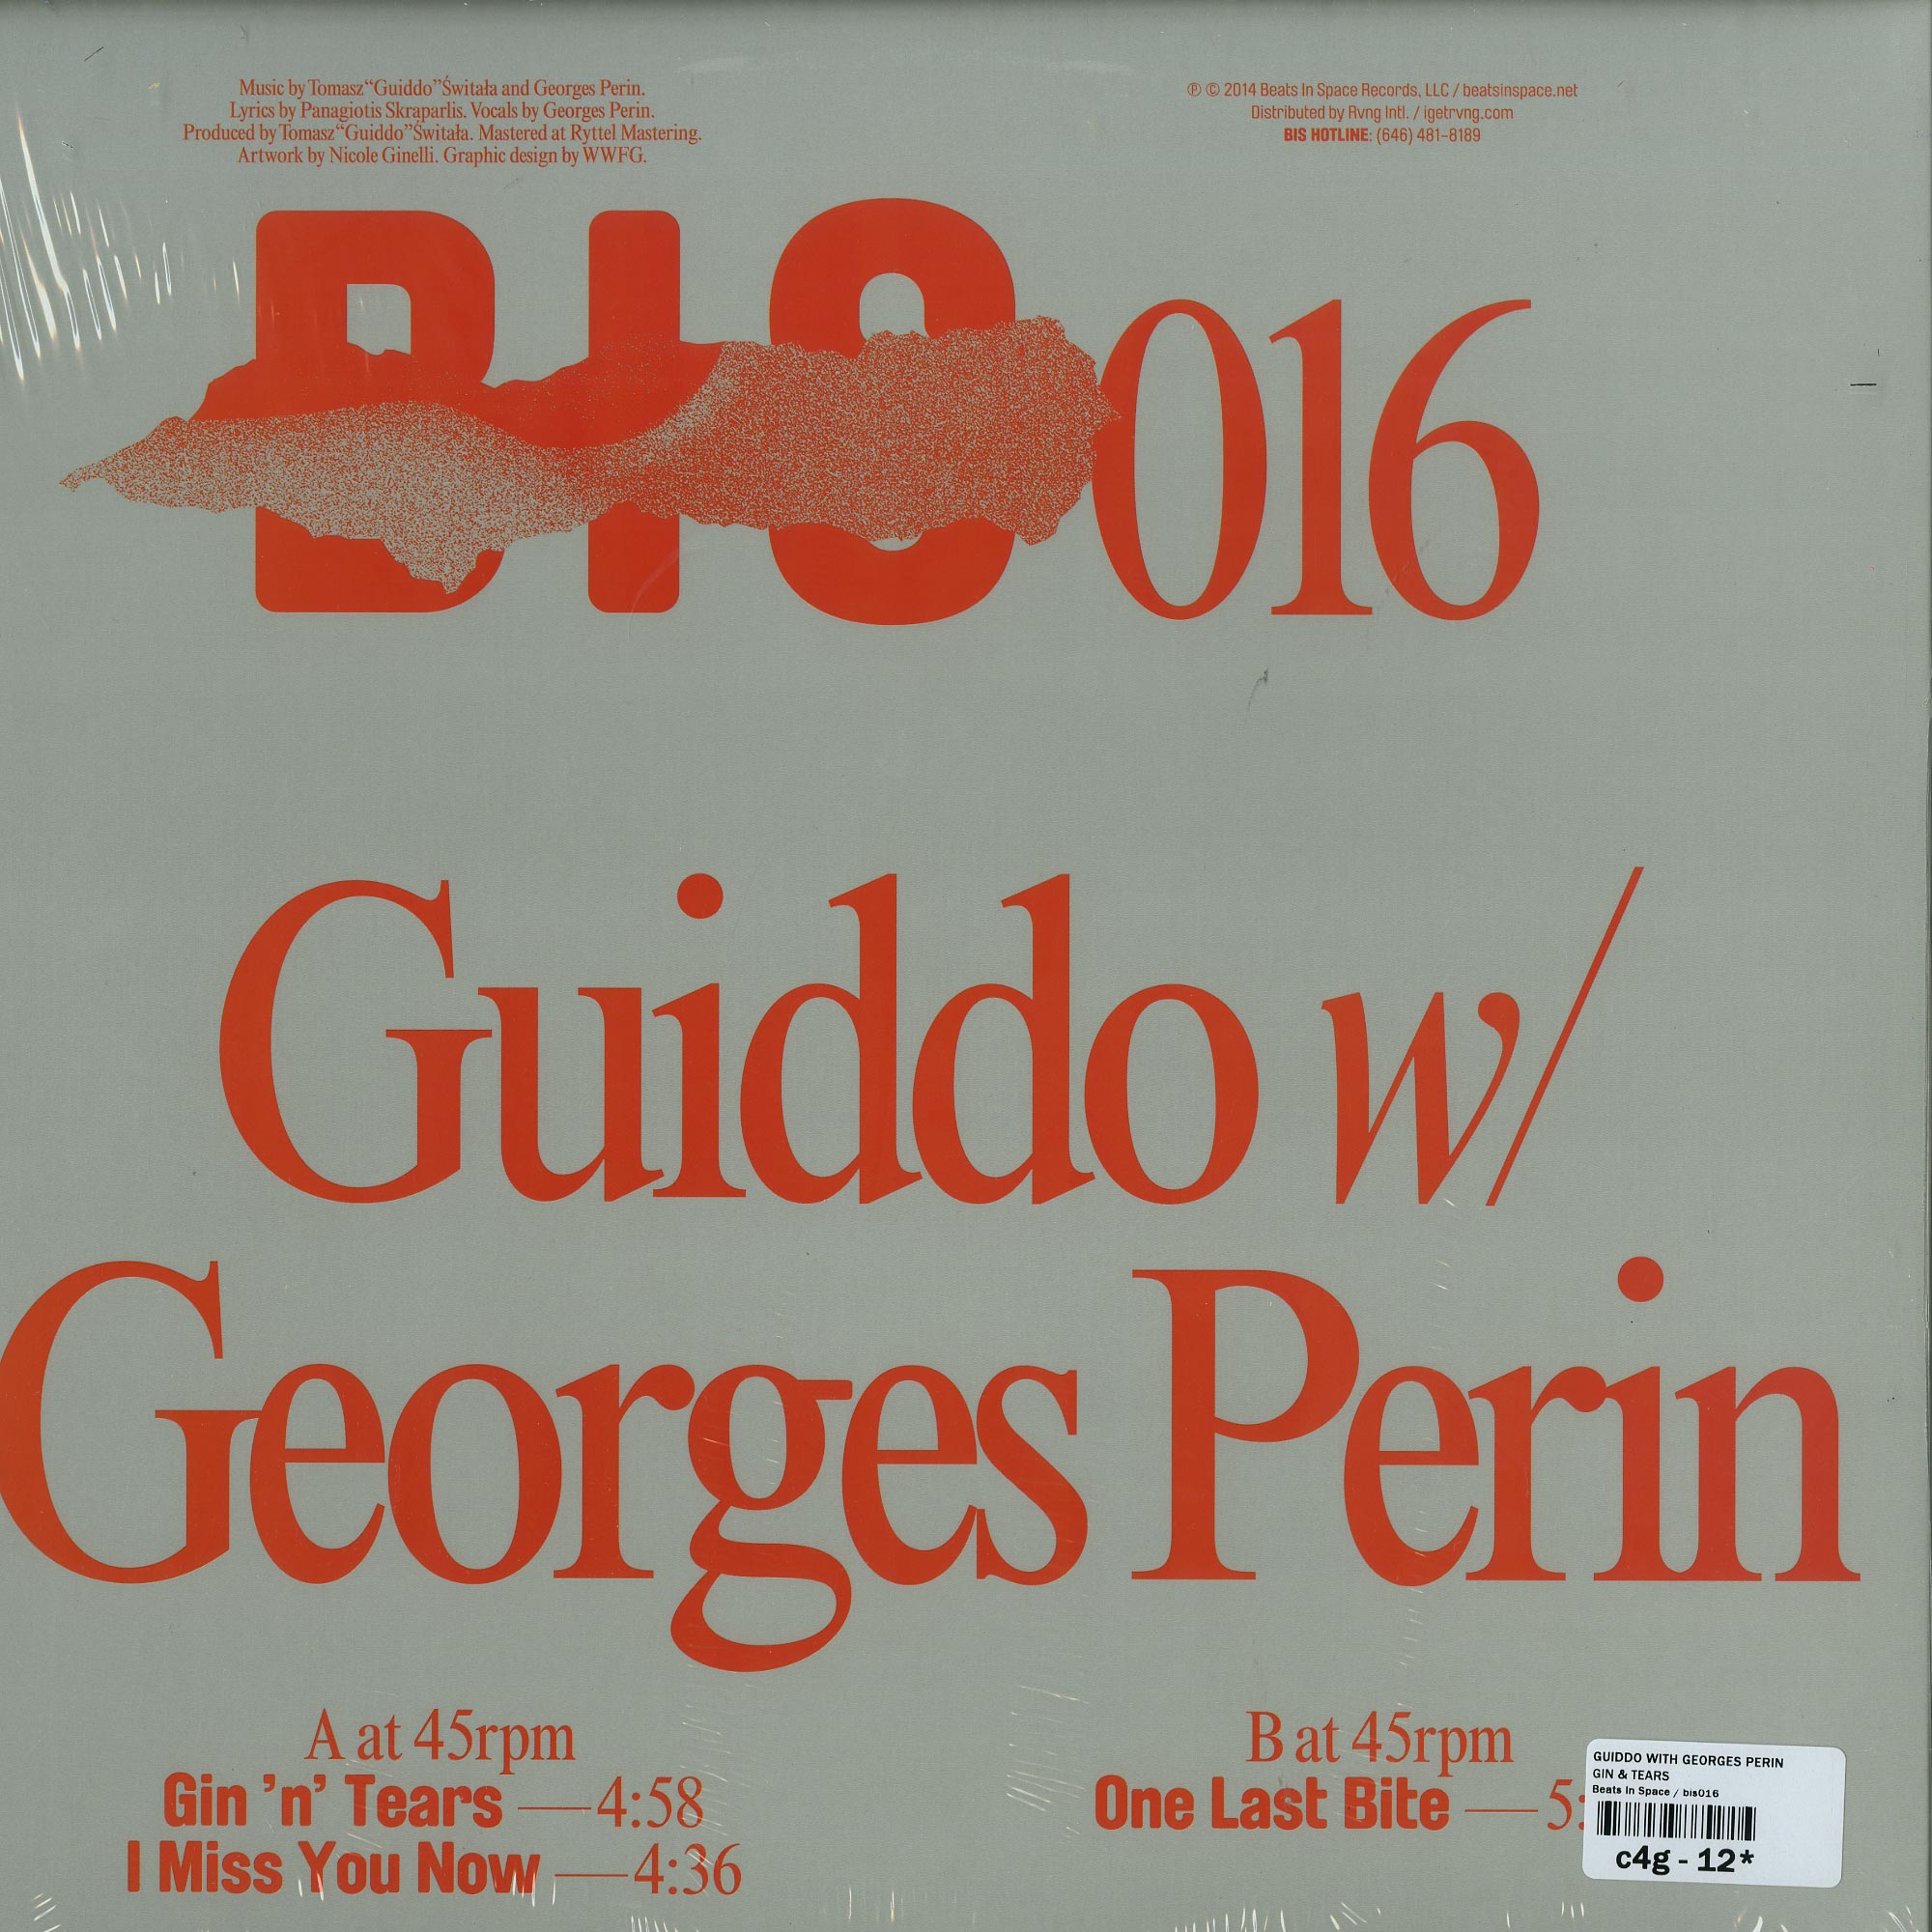 Music by Tomasz “Guiddo” Świtała and Georges Perin.
Lyrics by Panagiotis Skraparlis. Vocals by Georges Perin.
Produced by Tomasz “Guiddo” Świtała. Mastered at Ryttel Mastering.
Artwork by Nicole Ginelli. Graphic design by WWFG.
℗ © 2014 Beats In Space Records, LLC / beatsinspace.net
Distributed by Rvng Intl. / igetrvng.com
BIS HOTLINE: (646) 481-8189
BIS016
Guiddo w/
Georges Perin
A at 45rpm
Gin ’n’ Tears — 4:58
I Miss You Now — 4:36
B at 45rpm
One Last Bite — 5:
GUIDDO WITH GEORGES PERIN
GIN & TEARS
Beats In Space / bis016
c4g - 12*